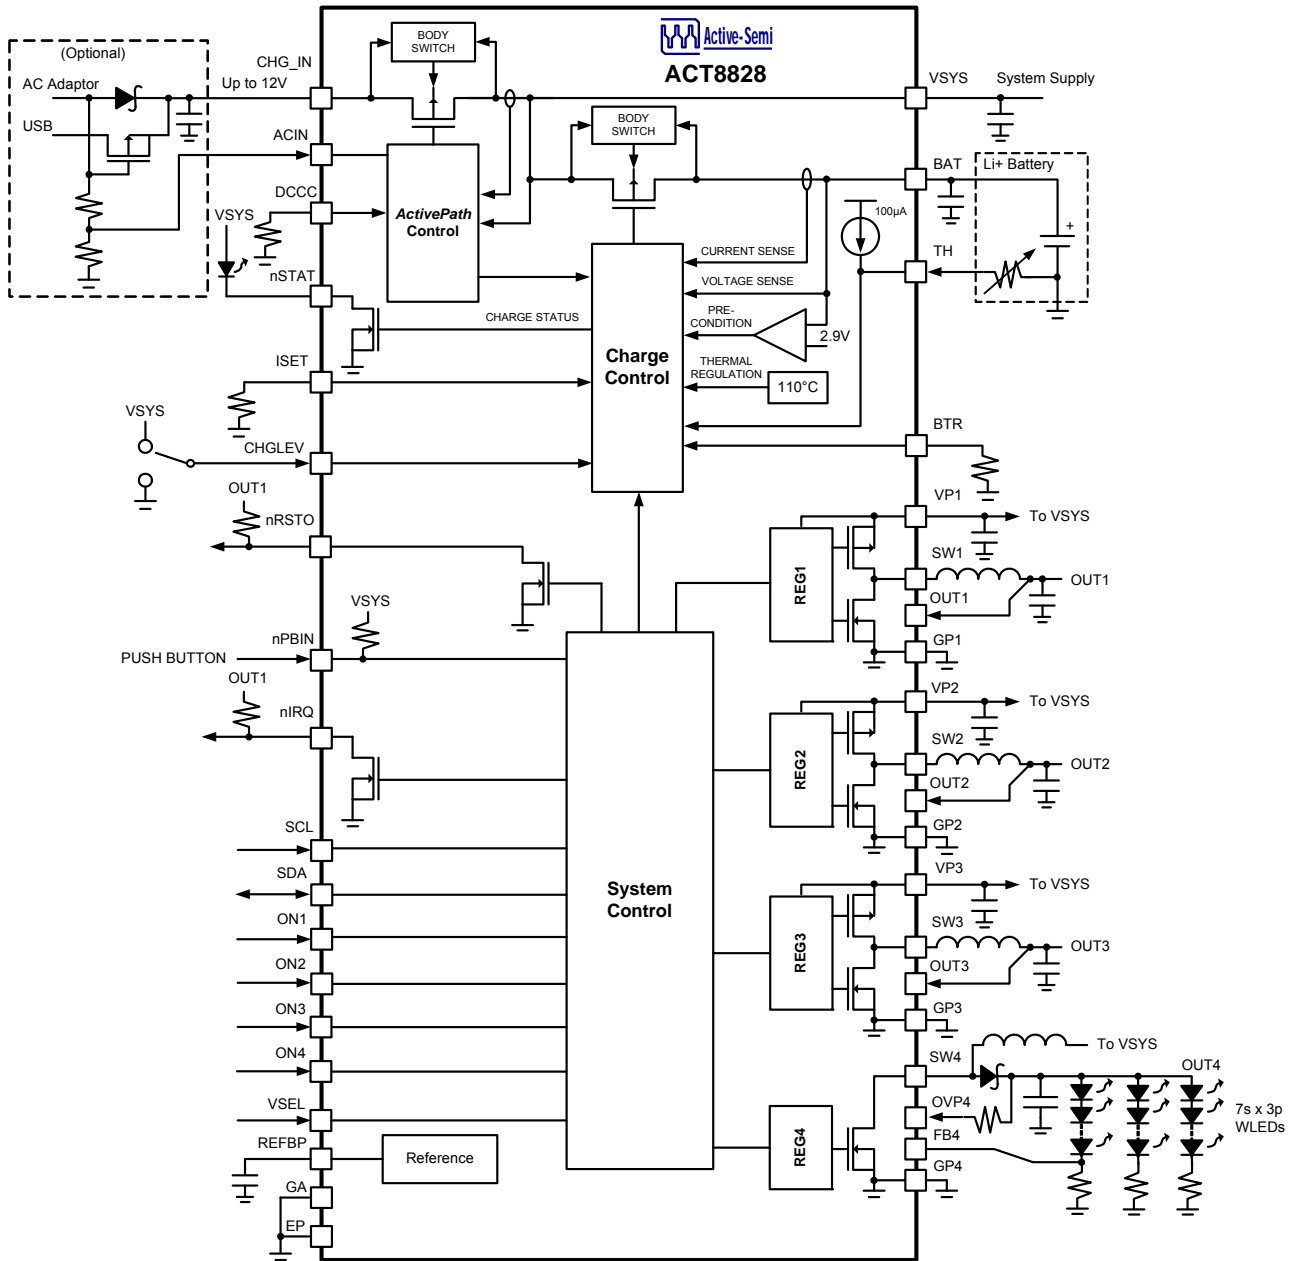 (Optional)
AC Adaptor
USB
CHG_IN
Up to 12V
ACIN
DCCC
VSYS
nSTAT
ISET
VSYS
CHGLEV
OUT1
nRSTO
VSYS
nPBIN
PUSH BUTTON
OUT1
nIRQ
SCL
SDA
ON1
ON2
ON3
ON4
VSEL
REFBP
GA
EP
BODY
SWITCH
Active-Semi
ACT8828
BODY
SWITCH
ActivePath
Control
100µA
CURRENT SENSE
VOLTAGE SENSE
PRE-
CONDITION
2.9V
CHARGE STATUS
Charge
Control
THERMAL
REGULATION
110°C
System
Control
Reference
REG1
REG2
REG3
REG4
VSYS
System Supply
BAT
Li+ Battery
+
TH
BTR
VP1
To VSYS
SW1
OUT1
OUT1
GP1
VP2
To VSYS
SW2
OUT2
OUT2
GP2
VP3
To VSYS
SW3
OUT3
OUT3
GP3
SW4
To VSYS
OUT4
OVP4
FB4
GP4
7s x 3p
WLEDs